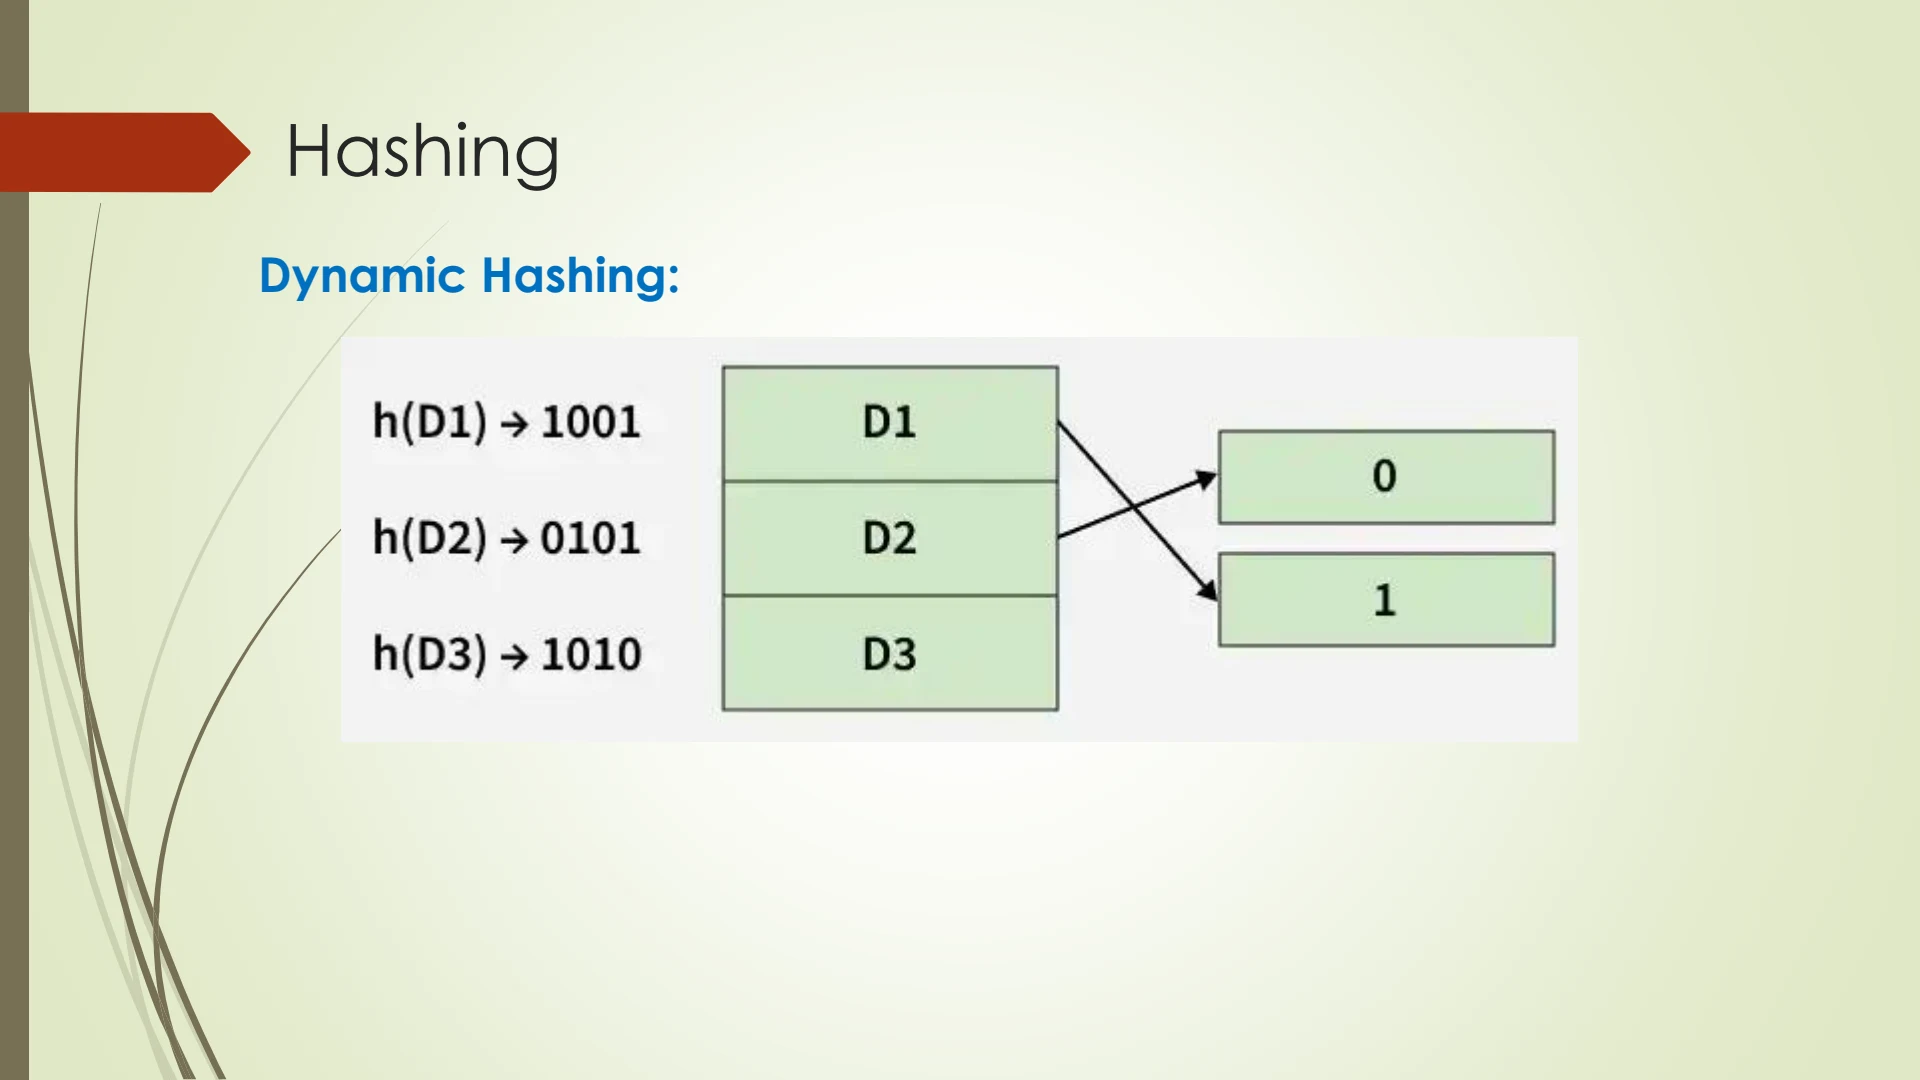 Hashing
Dynamic Hashing:
h(D1) → 1001
D1
h(D2) → 0101
D2
h(D3) → 1010
D3
0
1